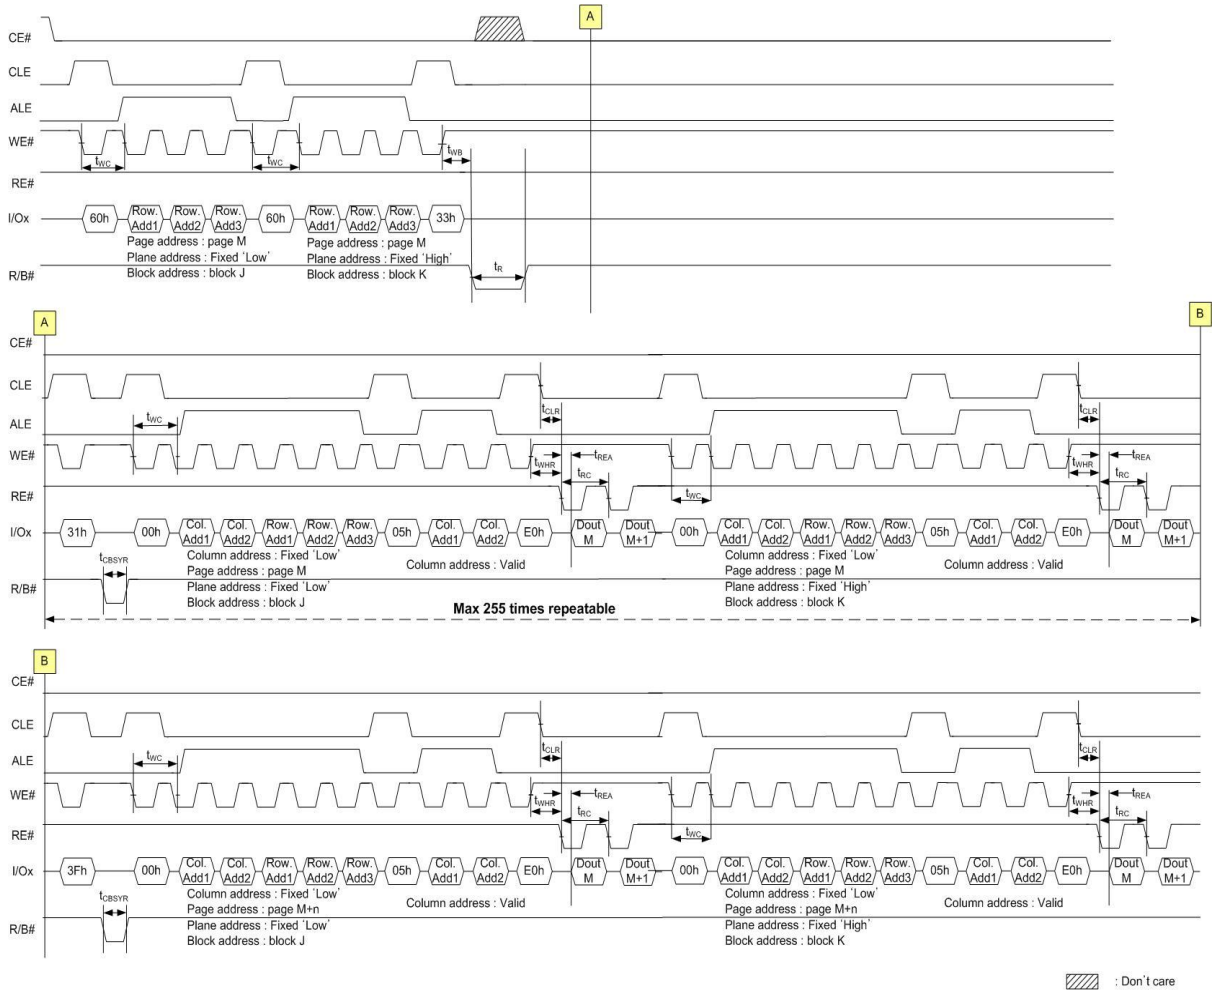 A
CE#
CLE
ALE
WE#
tWC tWC tWB
RE#
I/Ox 60h Row. Add1 Row. Add2 Row. Add3 60h Row. Add1 Row. Add2 Row. Add3 33h
Page address : page M Page address : page M
Plane address : Fixed 'Low' Plane address : Fixed 'High'
Block address : block J Block address : block K
R/B# tR
A B
CE#
CLE
tCLR tCLR
ALE
tWC
WE#
tWHR tREA tWHR tREA
tRC tRC
RE#
tWC
I/Ox 31h 00h Col. Add1 Col. Add2 Row. Add1 Row. Add2 Row. Add3 05h Col. Add1 Col. Add2 E0h Dout M Dout M+1 00h Col. Add1 Col. Add2 Row. Add1 Row. Add2 Row. Add3 05h Col. Add1 Col. Add2 E0h Dout M Dout M+1
Column address : Fixed 'Low' Column address : Valid Column address : Fixed 'Low' Column address : Valid
tCBSYR
Page address : page M Page address : page M
R/B# Plane address : Fixed 'Low' Plane address : Fixed 'High'
Block address : block J Block address : block K
Max 255 times repeatable
B
CE#
CLE
tCLR tCLR
ALE
tWC
WE#
tWHR tREA tWHR tREA
tRC tRC
RE#
tWC
I/Ox 3Fh 00h Col. Add1 Col. Add2 Row. Add1 Row. Add2 Row. Add3 05h Col. Add1 Col. Add2 E0h Dout M Dout M+1 00h Col. Add1 Col. Add2 Row. Add1 Row. Add2 Row. Add3 05h Col. Add1 Col. Add2 E0h Dout M Dout M+1
Column address : Fixed 'Low' Column address : Valid Column address : Fixed 'Low' Column address : Valid
tCBSYR
Page address : page M+n Page address : page M+n
R/B# Plane address : Fixed 'Low' Plane address : Fixed 'High'
Block address : block J Block address : block K
: Don't care